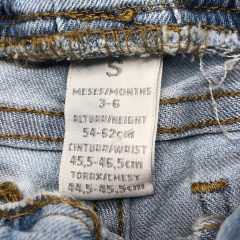 S
MESES/MONTHS
3-6
ALTURA/HEIGHT
54-62cm
CINTURA/WAIST
45,5-46,5cm
TORAX/CHEST
44,5-45,5cm